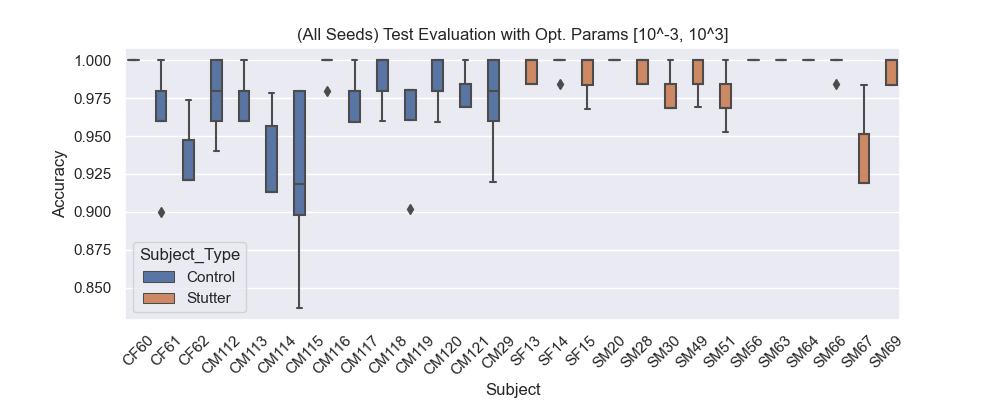 (All Seeds) Test Evaluation with Opt. Params [10^-3, 10^3]
1.000
0.975
0.950
0.925
0.900
0.875
0.850
Accuracy
Subject_Type
Control
Stutter
CF60 CF61 CF62 CM112 CM113 CM114 CM115 CM116 CM117 CM118 CM119 CM120 CM121 CM29 SF13 SF14 SF15 SM20 SM28 SM30 SM49 SM51 SM56 SM63 SM64 SM66 SM67 SM69
Subject